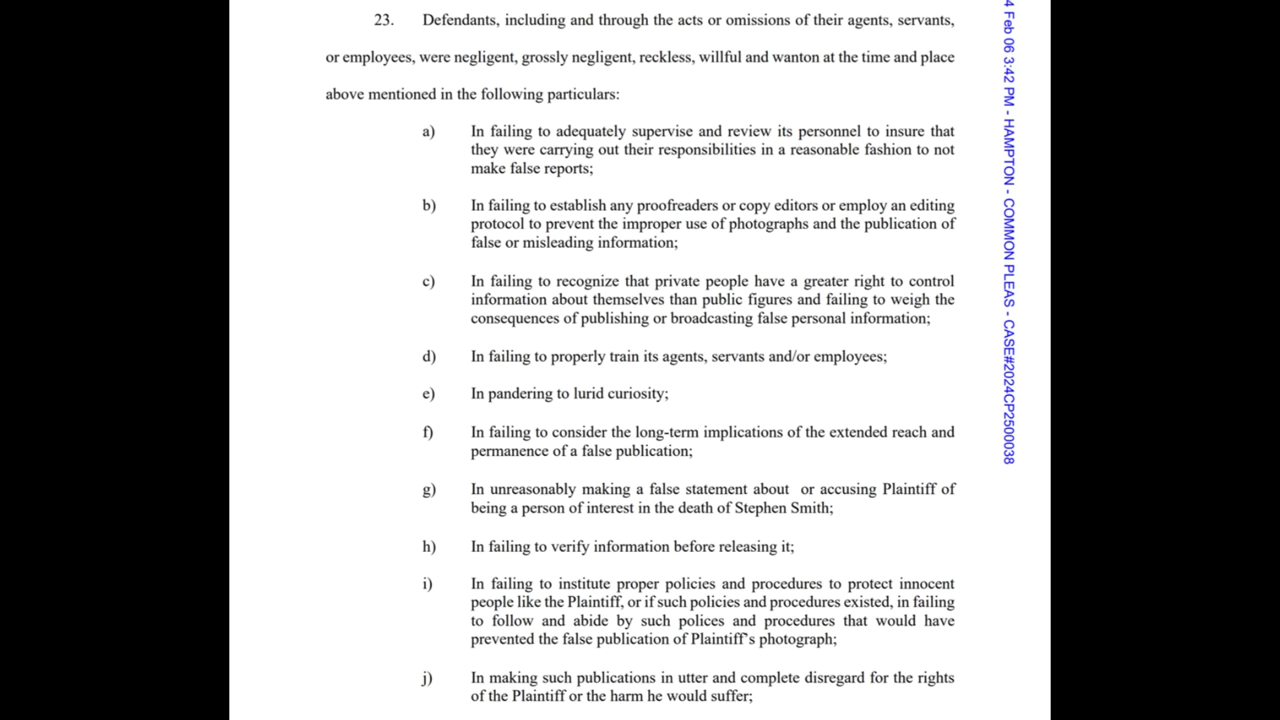 23. Defendants, including and through the acts or omissions of their agents, servants,
or employees, were negligent, grossly negligent, reckless, willful and wanton at the time and place
above mentioned in the following particulars:
a) In failing to adequately supervise and review its personnel to insure that
they were carrying out their responsibilities in a reasonable fashion to not
make false reports;
b) In failing to establish any proofreaders or copy editors or employ an editing
protocol to prevent the improper use of photographs and the publication of
false or misleading information;
c) In failing to recognize that private people have a greater right to control
information about themselves than public figures and failing to weigh the
consequences of publishing or broadcasting false personal information;
d) In failing to properly train its agents, servants and/or employees;
e) In pandering to lurid curiosity;
f) In failing to consider the long-term implications of the extended reach and
permanence of a false publication;
g) In unreasonably making a false statement about or accusing Plaintiff of
being a person of interest in the death of Stephen Smith;
h) In failing to verify information before releasing it;
i) In failing to institute proper policies and procedures to protect innocent
people like the Plaintiff, or if such policies and procedures existed, in failing
to follow and abide by such polices and procedures that would have
prevented the false publication of Plaintiff's photograph;
j) In making such publications in utter and complete disregard for the rights
of the Plaintiff or the harm he would suffer;
4 Feb 06 3:42 PM - HAMPTON - COMMON PLEAS - CASE#2024CP2500038